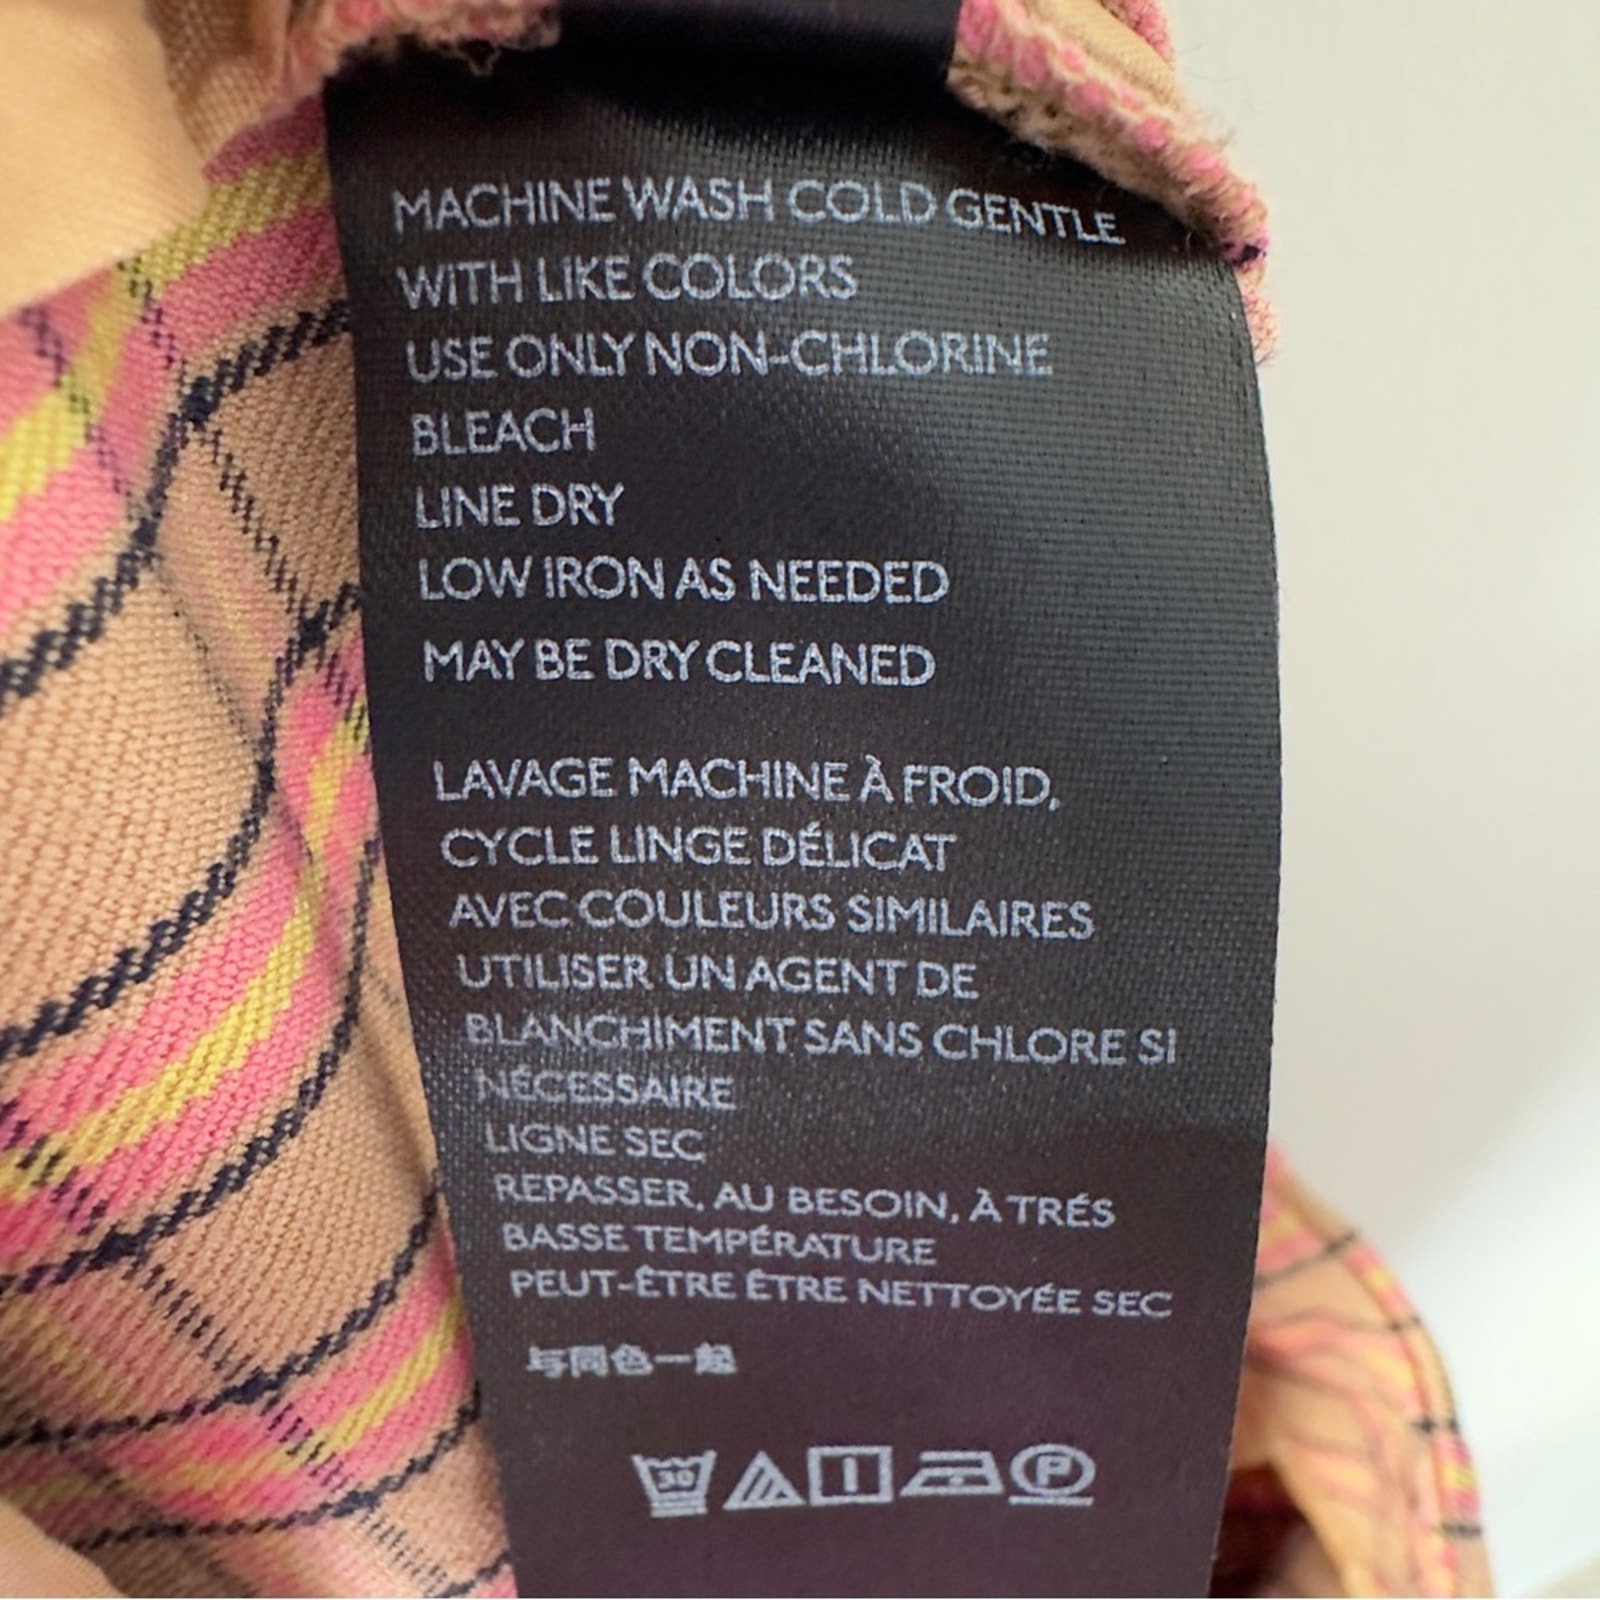 MACHINE WASH COLD GENTLE
WITH LIKE COLORS
USE ONLY NON-CHLORINE
BLEACH
LINE DRY
LOW IRON AS NEEDED
MAY BE DRY CLEANED
LAVAGE MACHINE À FROID,
CYCLE LINGE DÉLICAT
AVEC COULEURS SIMILAIRES
UTILISER UN AGENT DE
BLANCHIMENT SANS CHLORE SI
NÉCESSAIRE
LIGNE SEC
REPASSER, AU BESOIN, À TRÉS
BASSE TEMPÉRATURE
PEUT-ÊTRE ÊTRE NETTOYÉE SEC
与同色一起
30 P